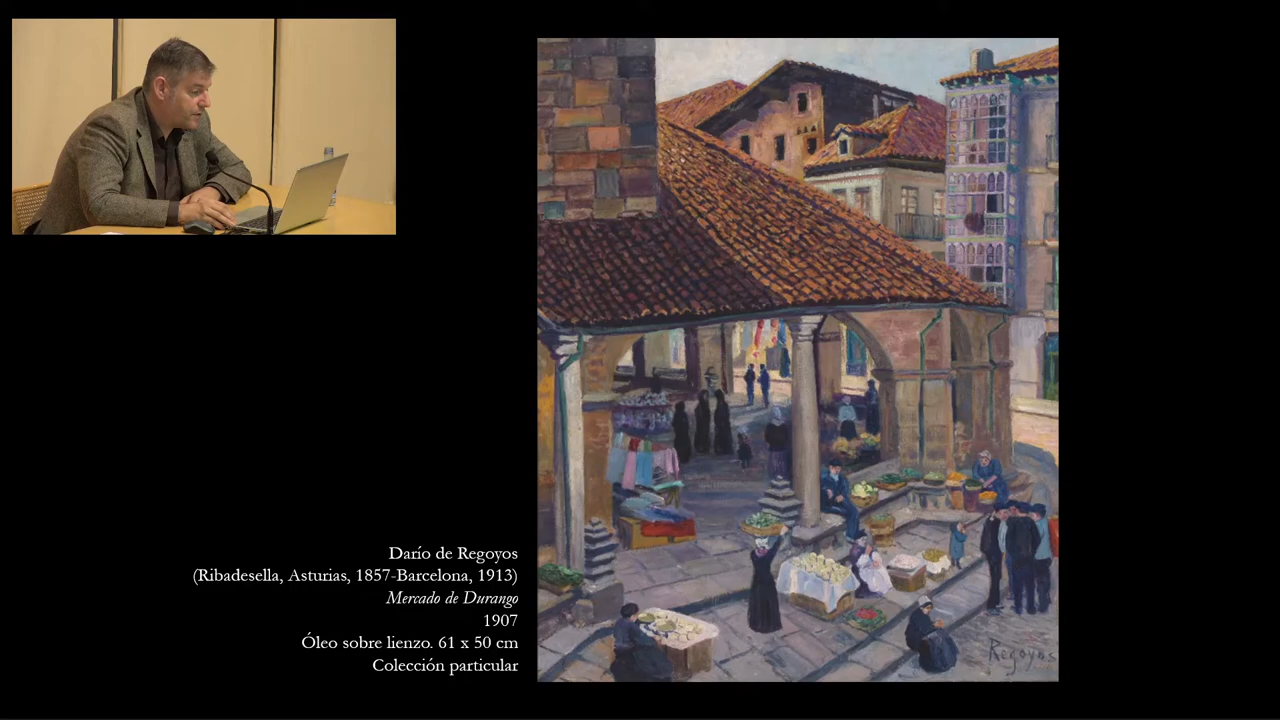 Darío de Regoyos
(Ribadesella, Asturias, 1857-Barcelona, 1913)
Mercado de Durango
1907
Óleo sobre lienzo. 61 x 50 cm
Colección particular
Regoyos